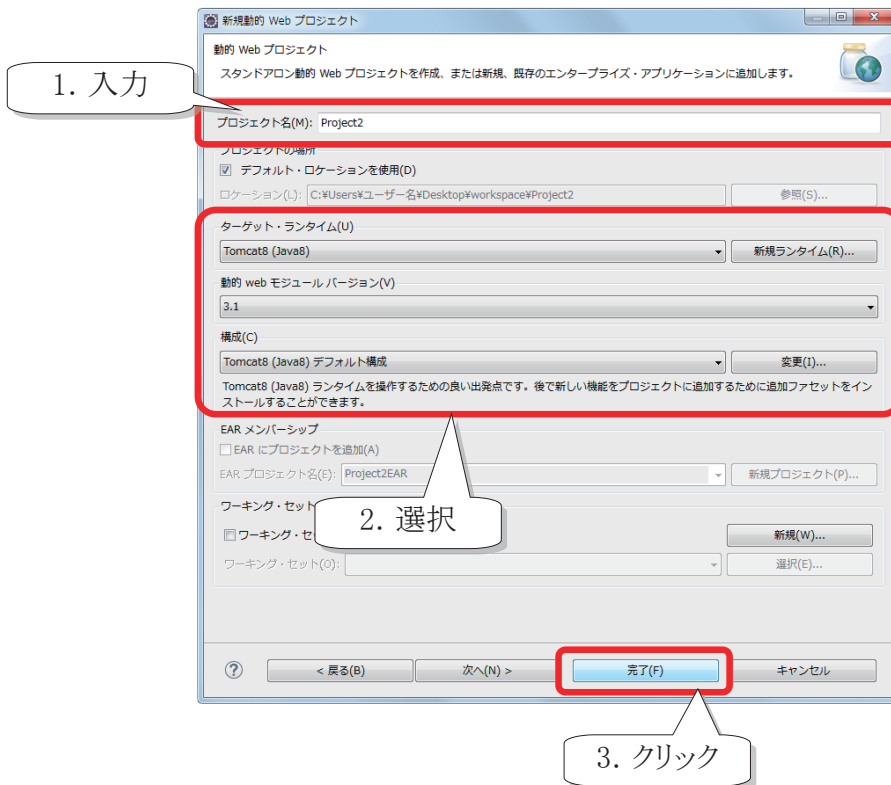 新規動的 Web プロジェクト
動的 Web プロジェクト
スタンドアロン動的 Web プロジェクトを作成、または新規、既存のエンタープライズ・アプリケーションに追加します。
1. 入力
プロジェクト名(M): Project2
プロジェクトの場所
デフォルト・ロケーションを使用(D)
ロケーション(L): C:¥Users¥ユーザー名¥Desktop¥workspace¥Project2 参照(S)...
ターゲット・ランタイム(U)
Tomcat8 (Java8) 新規ランタイム(R)...
動的 web モジュール バージョン(V)
3.1
構成(C)
Tomcat8 (Java8) デフォルト構成 変更(I)...
Tomcat8 (Java8) ランタイムを操作するための良い出発点です。後で新しい機能をプロジェクトに追加するために追加ファセットをイン
ストールすることができます。
EAR メンバーシップ
EAR にプロジェクトを追加(A)
EAR プロジェクト名(E): Project2EAR 新規プロジェクト(P)...
ワーキング・セット
2. 選択
ワーキング・セ 新規(W)...
ワーキング・セット(O): 選択(E)...
? < 戻る(B) 次へ(N) > 完了(F) キャンセル
3. クリック